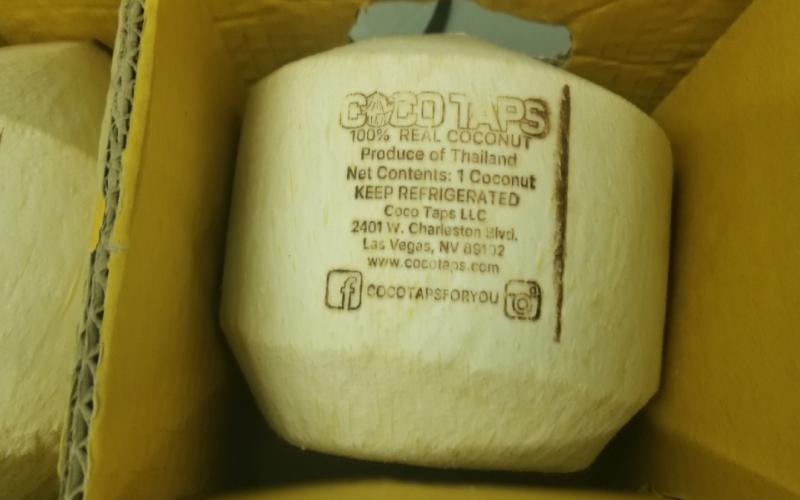 COCO TAPS
100% REAL COCONUT
Produce of Thailand
Net Contents: 1 Coconut
KEEP REFRIGERATED
Coco Taps LLC
2401 W. Charleston Blvd.
Las Vegas, NV 89102
www.cocotaps.com
COCOTAPSFORYOU